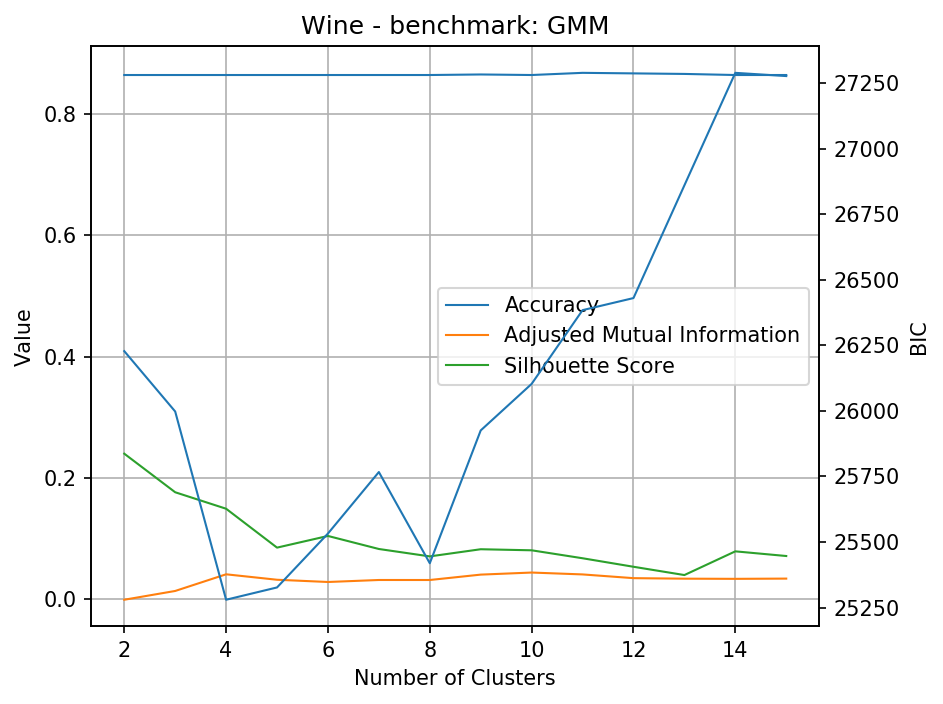 Wine - benchmark: GMM
Value
0.8
0.6
0.4
0.2
0.0
27250
27000
26750
26500
26250
26000
25750
25500
25250
BIC
Accuracy
Adjusted Mutual Information
Silhouette Score
2 4 6 8 10 12 14
Number of Clusters